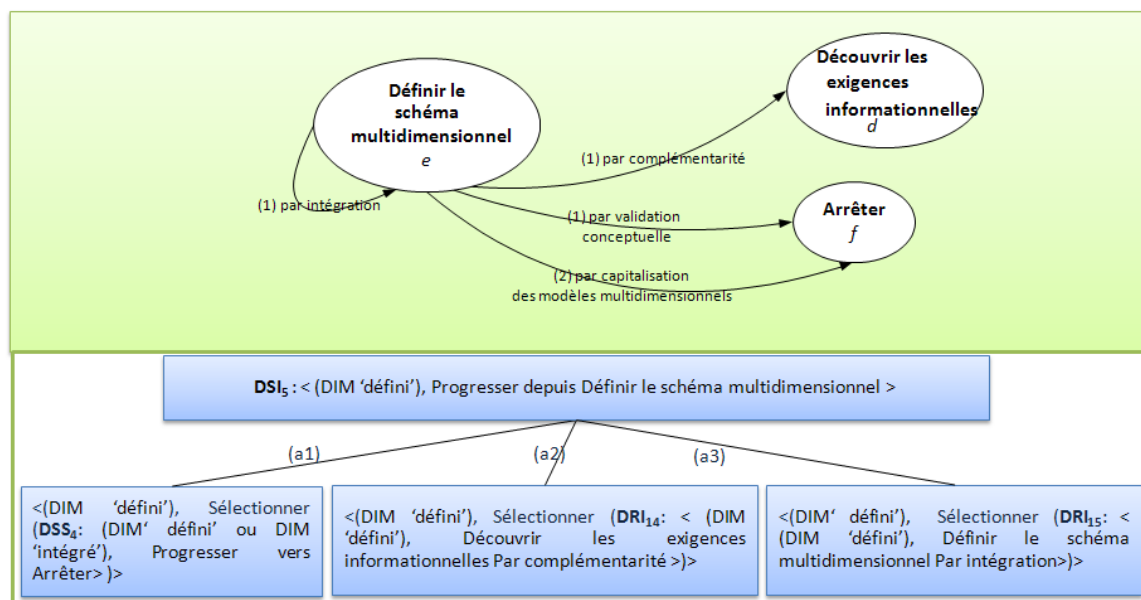 Définir le
schéma
multidimensionnel
e
Découvrir les
exigences
informationnelles
d
(1) par complémentarité
(1) par intégration
Arrêter
f
(1) par validation
conceptuelle
(2) par capitalisation
des modèles multidimensionnels
DSI5 : < (DIM ‘défini’), Progresser depuis Définir le schéma multidimensionnel >
(a1)
(a2)
(a3)
<(DIM ‘défini’), Sélectionner
(DSS4: (DIM‘ défini’ ou DIM
‘intégré’), Progresser vers
Arrêter> )>
<(DIM ‘défini’), Sélectionner (DRI14: < (DIM
‘défini’), Découvrir les exigences
informationnelles Par complémentarité >)>
<(DIM‘ défini’), Sélectionner (DRI15: <
(DIM ‘défini’), Définir le schéma
multidimensionnel Par intégration>)>